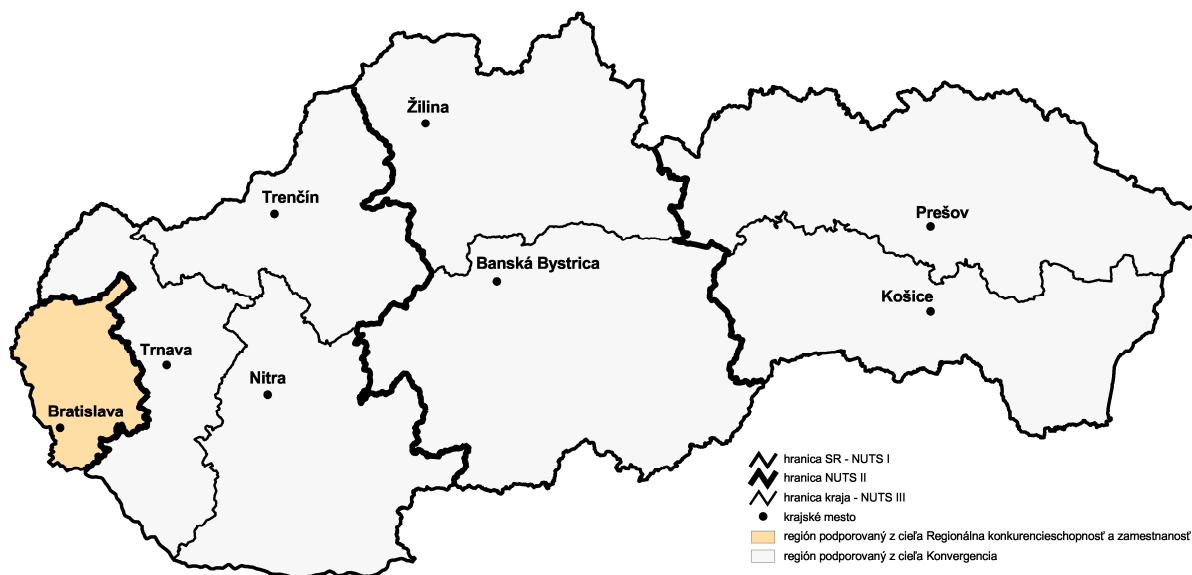 Žilina
Trenčín
Prešov
Banská Bystrica
Košice
Trnava
Nitra
Bratislava
hranica SR - NUTS I
hranica NUTS II
hranica kraja - NUTS III
krajské mesto
región podporovaný z cieľa Regionálna konkurencieschopnosť a zamestnanosť
región podporovaný z cieľa Konvergencia